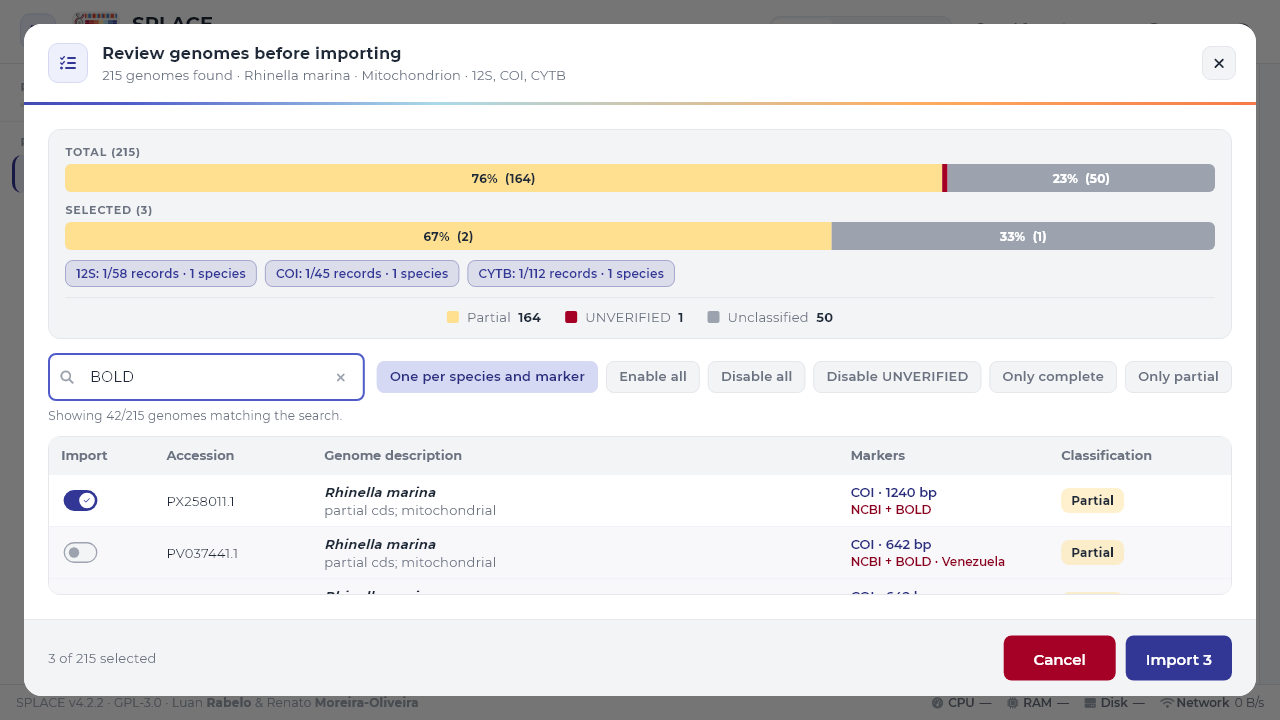 SPLACE
Review genomes before importing
215 genomes found · Rhinella marina · Mitochondrion · 12S, COI, CYTB
TOTAL (215)
76% (164)
23% (50)
SELECTED (3)
67% (2)
33% (1)
12S: 1/58 records · 1 species
COI: 1/45 records · 1 species
CYTB: 1/112 records · 1 species
Partial 164
UNVERIFIED 1
Unclassified 50
BOLD
One per species and marker
Enable all
Disable all
Disable UNVERIFIED
Only complete
Only partial
Showing 42/215 genomes matching the search.
Import Accession Genome description Markers Classification
PX258011.1
Rhinella marina
partial cds; mitochondrial
COI · 1240 bp
NCBI + BOLD
Partial
PV037441.1
Rhinella marina
partial cds; mitochondrial
COI · 642 bp
NCBI + BOLD · Venezuela
Partial
3 of 215 selected
Cancel
Import 3
SPLACE v4.2.2 · GPL-3.0 · Luan Rabelo & Renato Moreira-Oliveira
CPU —
RAM —
Disk —
Network 0 B/s